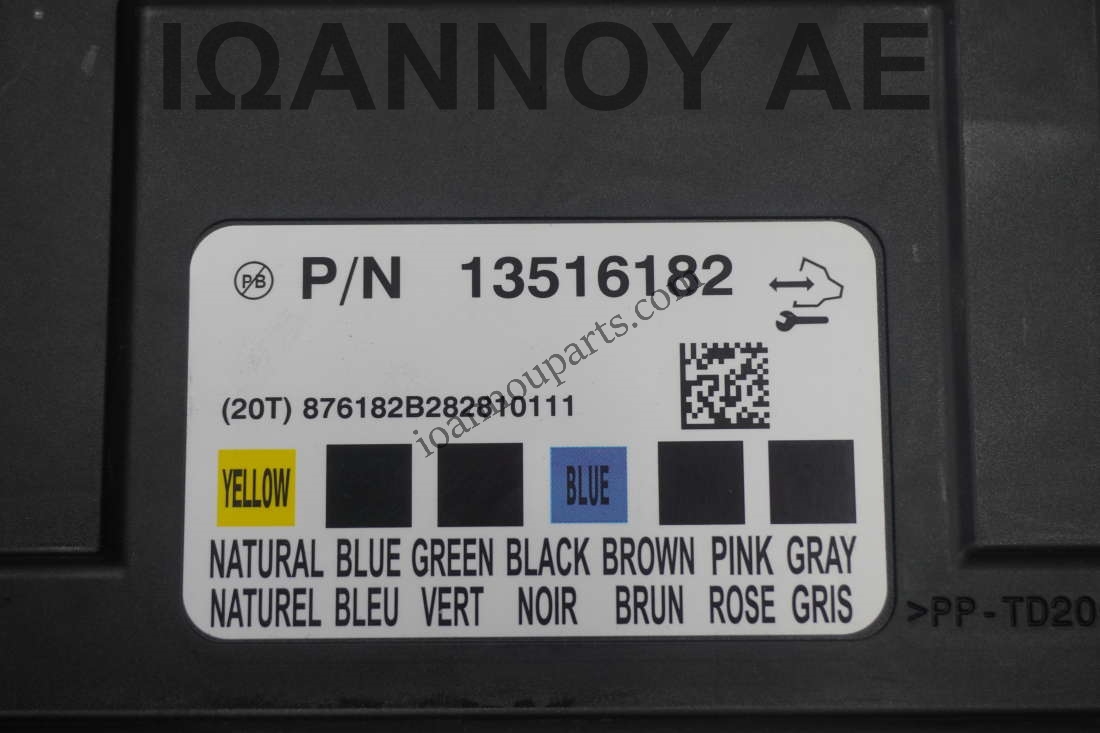 ΙΩΑΝΝΟΥ ΑΕ
PB P/N 13516182
ioannouparts.com
(20T) 876182B282810111
YELLOW BLUE
NATURAL BLUE GREEN BLACK BROWN PINK GRAY
NATUREL BLEU VERT NOIR BRUN ROSE GRIS
>PP-TD20